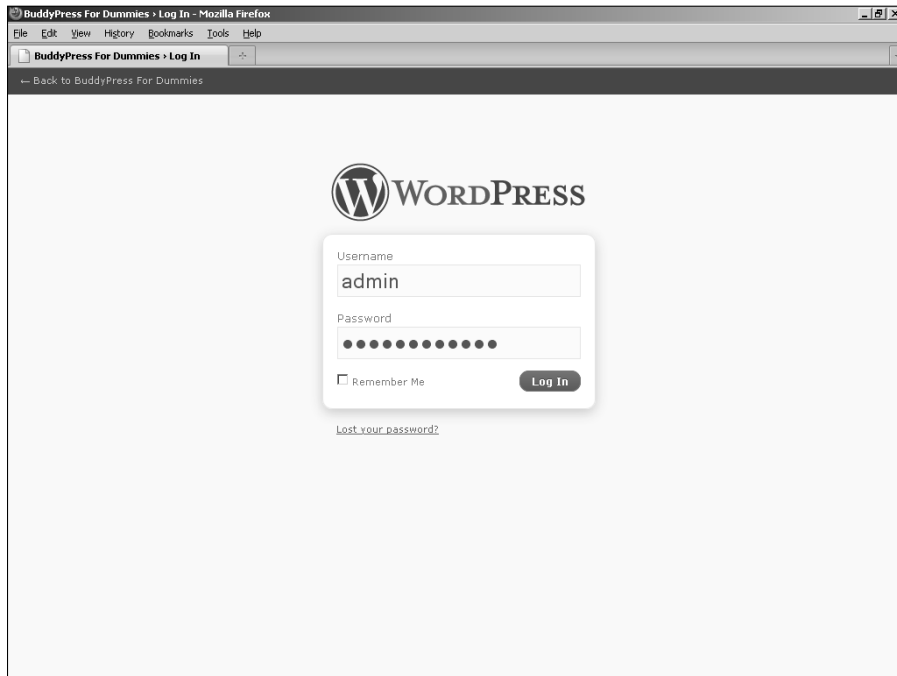 BuddyPress For Dummies › Log In - Mozilla Firefox
File Edit View History Bookmarks Tools Help
BuddyPress For Dummies › Log In
← Back to BuddyPress For Dummies
WORDPRESS
Username
admin
Password
●●●●●●●●●●●●
Remember Me
Log In
Lost your password?